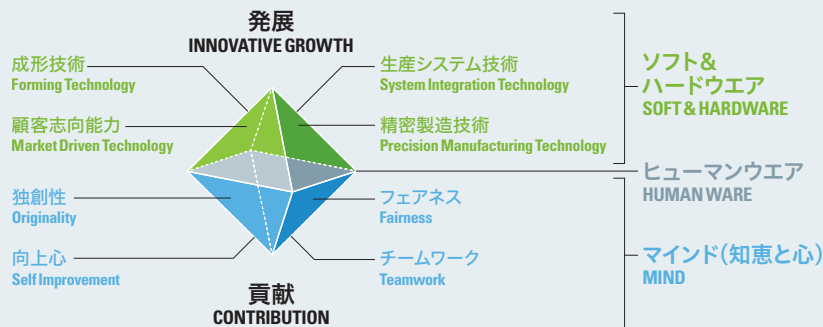 発展
INNOVATIVE GROWTH
成形技術
Forming Technology
生産システム技術
System Integration Technology
顧客志向能力
Market Driven Technology
精密製造技術
Precision Manufacturing Technology
ソフト＆
ハードウエア
SOFT & HARDWARE
ヒューマンウエア
HUMAN WARE
独創性
Originality
フェアネス
Fairness
向上心
Self Improvement
チームワーク
Teamwork
マインド（知恵と心）
MIND
貢献
CONTRIBUTION